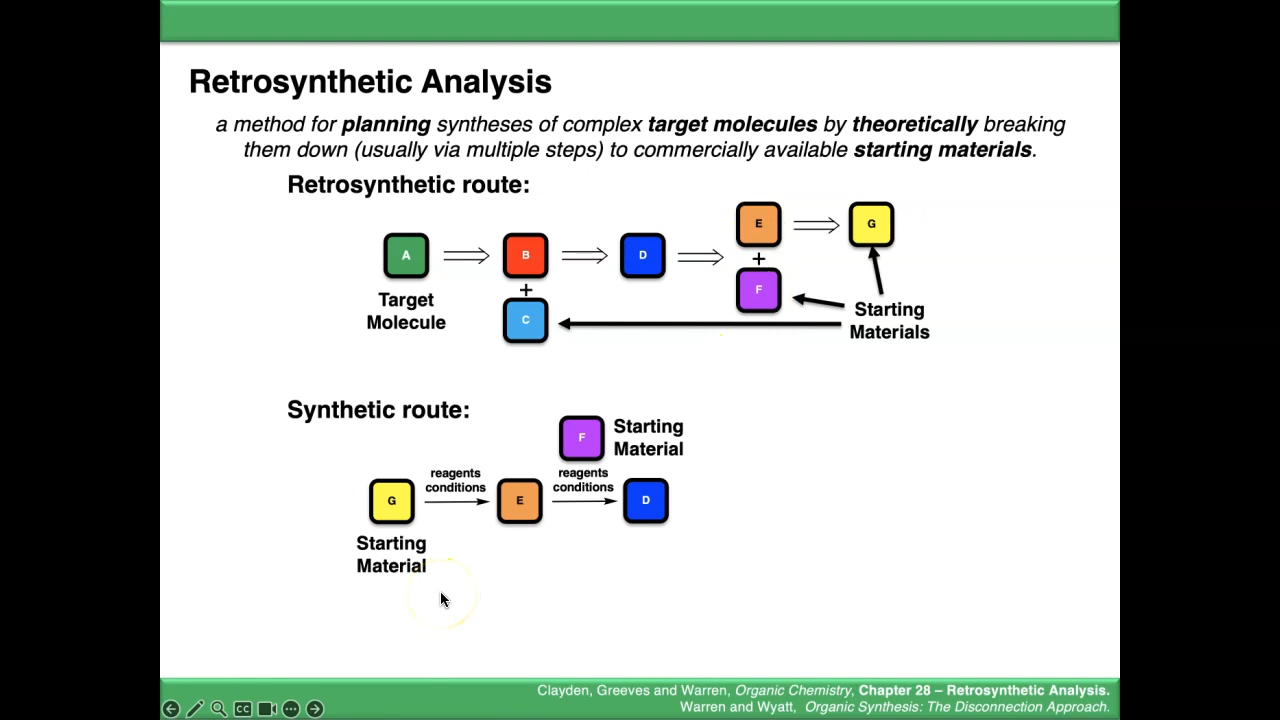 Retrosynthetic Analysis
a method for planning syntheses of complex target molecules by theoretically breaking
them down (usually via multiple steps) to commercially available starting materials.
Retrosynthetic route:
A
B
D
E
G
+
+
F
C
Target
Molecule
Starting
Materials
Synthetic route:
F
Starting
Material
reagents
conditions
reagents
conditions
G
E
D
Starting
Material
Clayden, Greeves and Warren, Organic Chemistry, Chapter 28 – Retrosynthetic Analysis.
Warren and Wyatt, Organic Synthesis: The Disconnection Approach.
CC